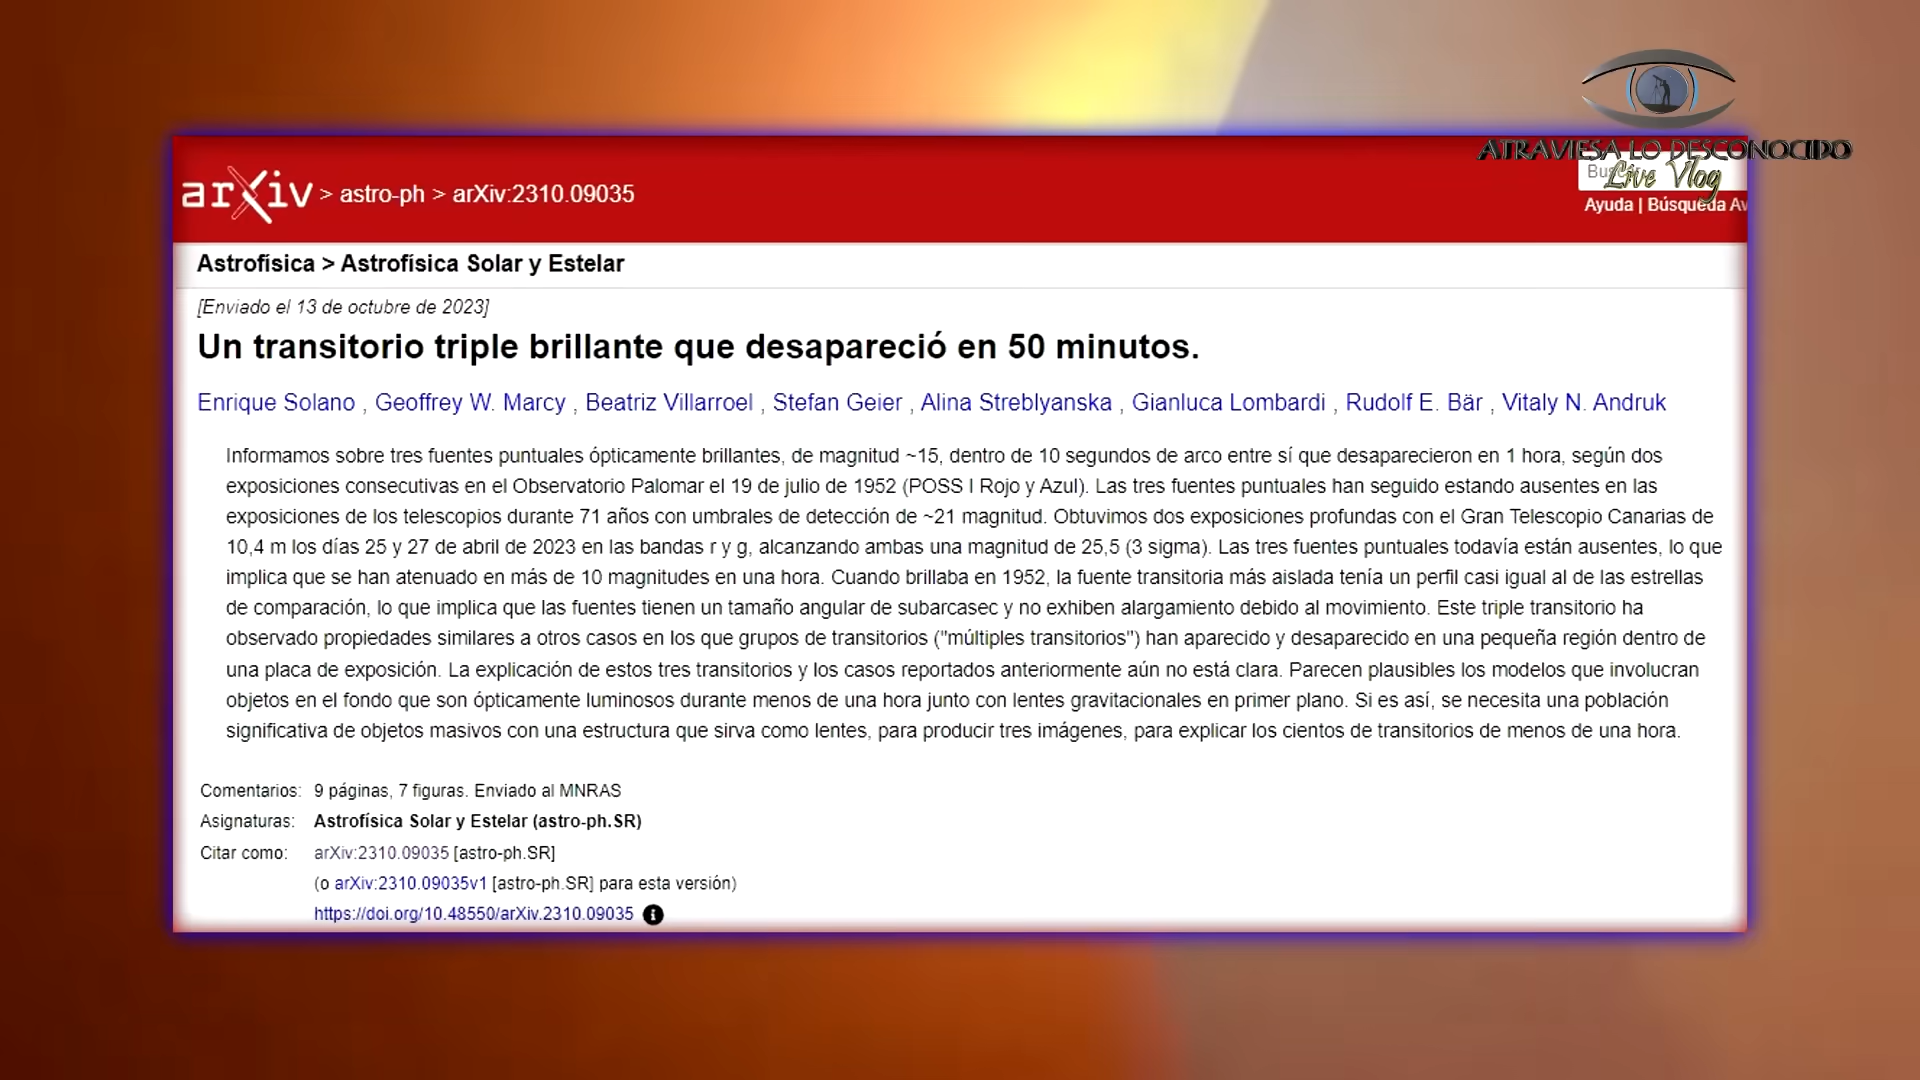 ATRAVIESA LO DESCONOCIDO
Live Vlog
arXiv > astro-ph > arXiv:2310.09035
Ayuda | Búsqueda Av
Astrofísica > Astrofísica Solar y Estelar
[Enviado el 13 de octubre de 2023]
Un transitorio triple brillante que desapareció en 50 minutos.
Enrique Solano , Geoffrey W. Marcy , Beatriz Villarroel , Stefan Geier , Alina Streblyanska , Gianluca Lombardi , Rudolf E. Bär , Vitaly N. Andruk
Informamos sobre tres fuentes puntuales ópticamente brillantes, de magnitud ~15, dentro de 10 segundos de arco entre sí que desaparecieron en 1 hora, según dos
exposiciones consecutivas en el Observatorio Palomar el 19 de julio de 1952 (POSS I Rojo y Azul). Las tres fuentes puntuales han seguido estando ausentes en las
exposiciones de los telescopios durante 71 años con umbrales de detección de ~21 magnitud. Obtuvimos dos exposiciones profundas con el Gran Telescopio Canarias de
10,4 m los días 25 y 27 de abril de 2023 en las bandas r y g, alcanzando ambas una magnitud de 25,5 (3 sigma). Las tres fuentes puntuales todavía están ausentes, lo que
implica que se han atenuado en más de 10 magnitudes en una hora. Cuando brillaba en 1952, la fuente transitoria más aislada tenía un perfil casi igual al de las estrellas
de comparación, lo que implica que las fuentes tienen un tamaño angular de subarcasec y no exhiben alargamiento debido al movimiento. Este triple transitorio ha
observado propiedades similares a otros casos en los que grupos de transitorios ("múltiples transitorios") han aparecido y desaparecido en una pequeña región dentro de
una placa de exposición. La explicación de estos tres transitorios y los casos reportados anteriormente aún no está clara. Parecen plausibles los modelos que involucran
objetos en el fondo que son ópticamente luminosos durante menos de una hora junto con lentes gravitacionales en primer plano. Si es así, se necesita una población
significativa de objetos masivos con una estructura que sirva como lentes, para producir tres imágenes, para explicar los cientos de transitorios de menos de una hora.
Comentarios: 9 páginas, 7 figuras. Enviado al MNRAS
Asignaturas: Astrofísica Solar y Estelar (astro-ph.SR)
Citar como: arXiv:2310.09035 [astro-ph.SR]
(o arXiv:2310.09035v1 [astro-ph.SR] para esta versión)
https://doi.org/10.48550/arXiv.2310.09035